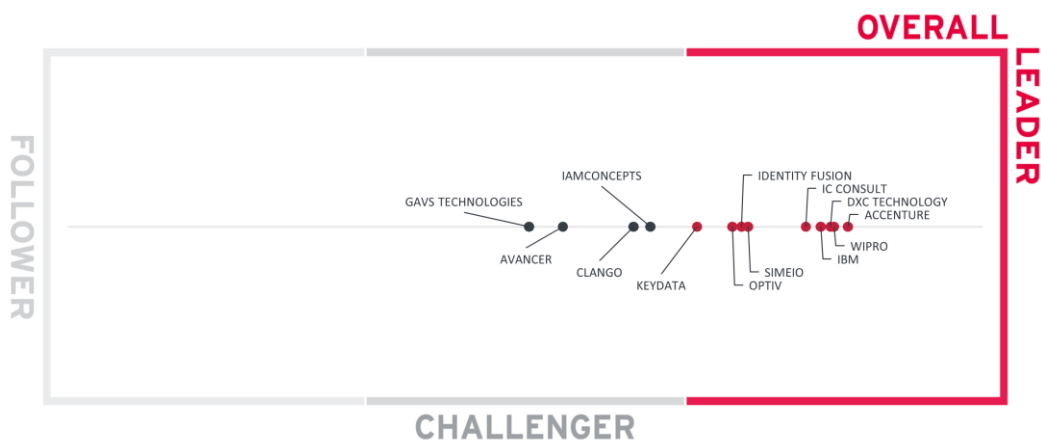 OVERALL
LEADER
FOLLOWER
IAMCONCEPTS
IDENTITY FUSION
IC CONSULT
GAVS TECHNOLOGIES
DXC TECHNOLOGY
ACCENTURE
WIPRO
AVANCER
IBM
CLANGO
SIMEIO
KEYDATA
OPTIV
CHALLENGER